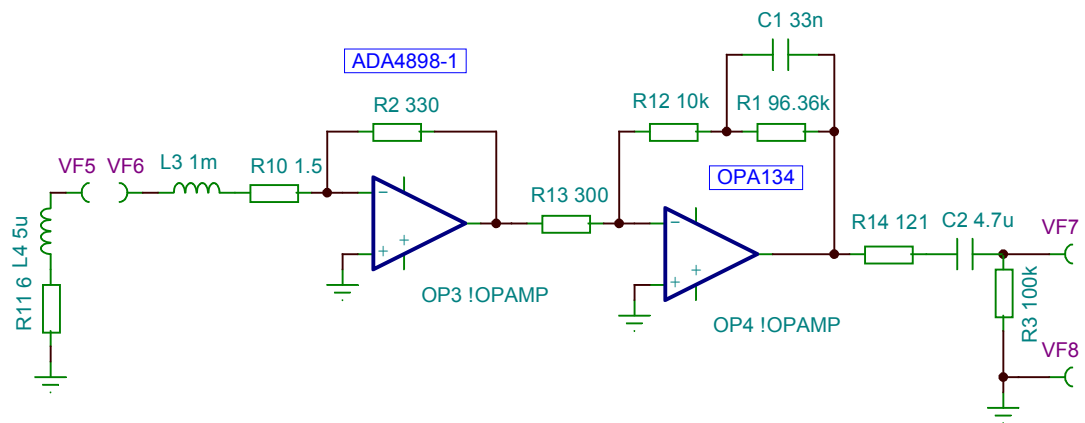 C1 33n
ADA4898-1
R2 330
R12 10k
R1 96.36k
VF5
VF6
L3 1m
R10 1.5
OPA134
R13 300
L4 5u
R14 121
C2 4.7u
VF7
R11 6
OP3 !OPAMP
OP4 !OPAMP
R3 100k
VF8